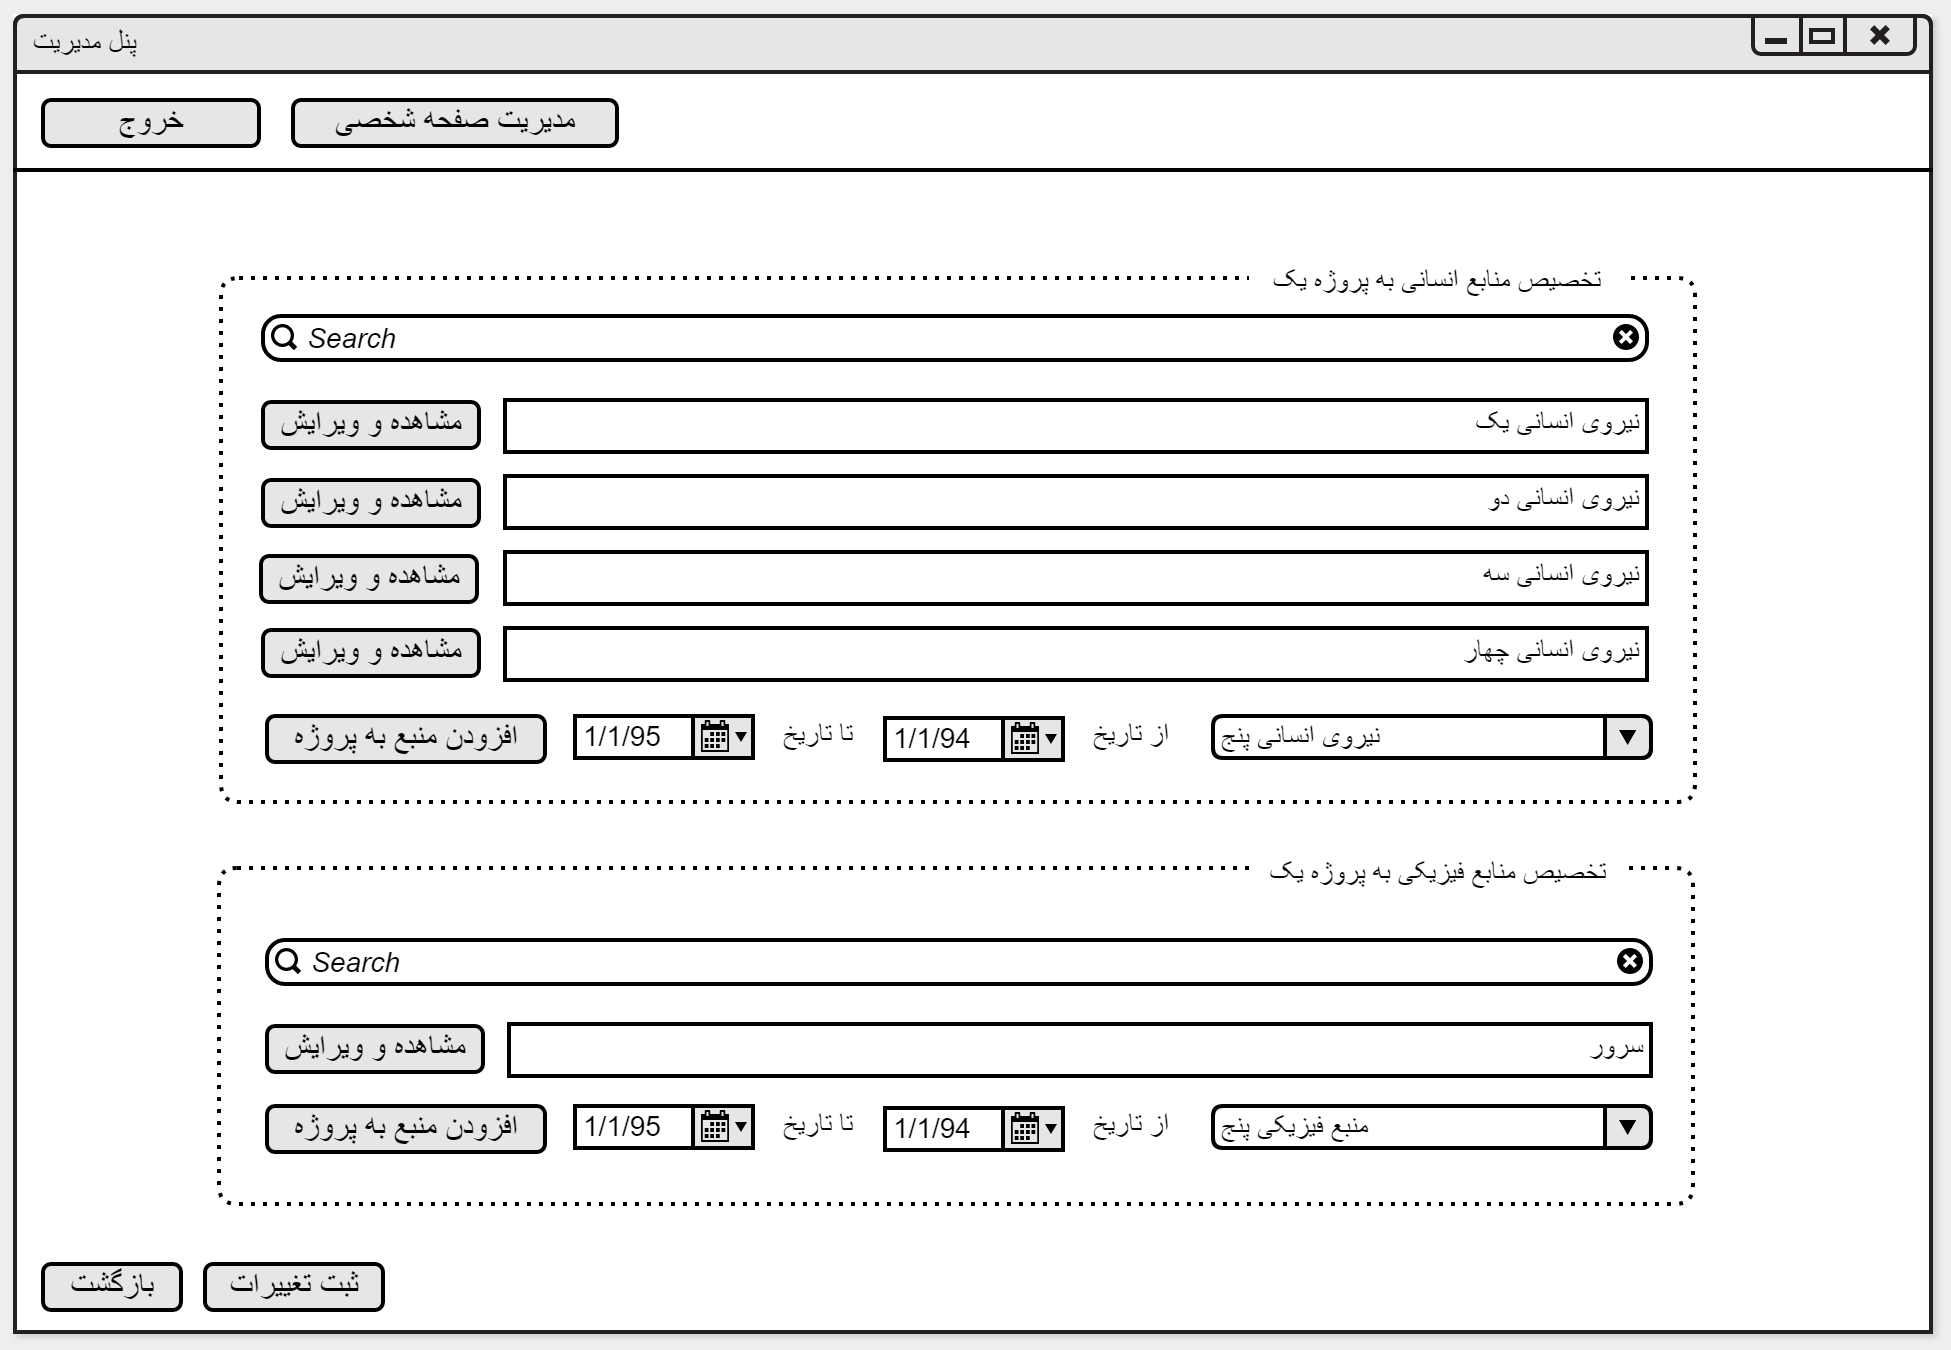 پنل مدیریت
خروج
مدیریت صفحه شخصی
تخصیص منابع انسانی به پروژه یک
Search
نیروی انسانی یک
مشاهده و ویرایش
نیروی انسانی دو
مشاهده و ویرایش
نیروی انسانی سه
مشاهده و ویرایش
نیروی انسانی چهار
مشاهده و ویرایش
نیروی انسانی پنج
از تاریخ
1/1/94
تا تاریخ
1/1/95
افزودن منبع به پروژه
تخصیص منابع فیزیکی به پروژه یک
Search
سرور
مشاهده و ویرایش
منبع فیزیکی پنج
از تاریخ
1/1/94
تا تاریخ
1/1/95
افزودن منبع به پروژه
ثبت تغییرات
بازگشت